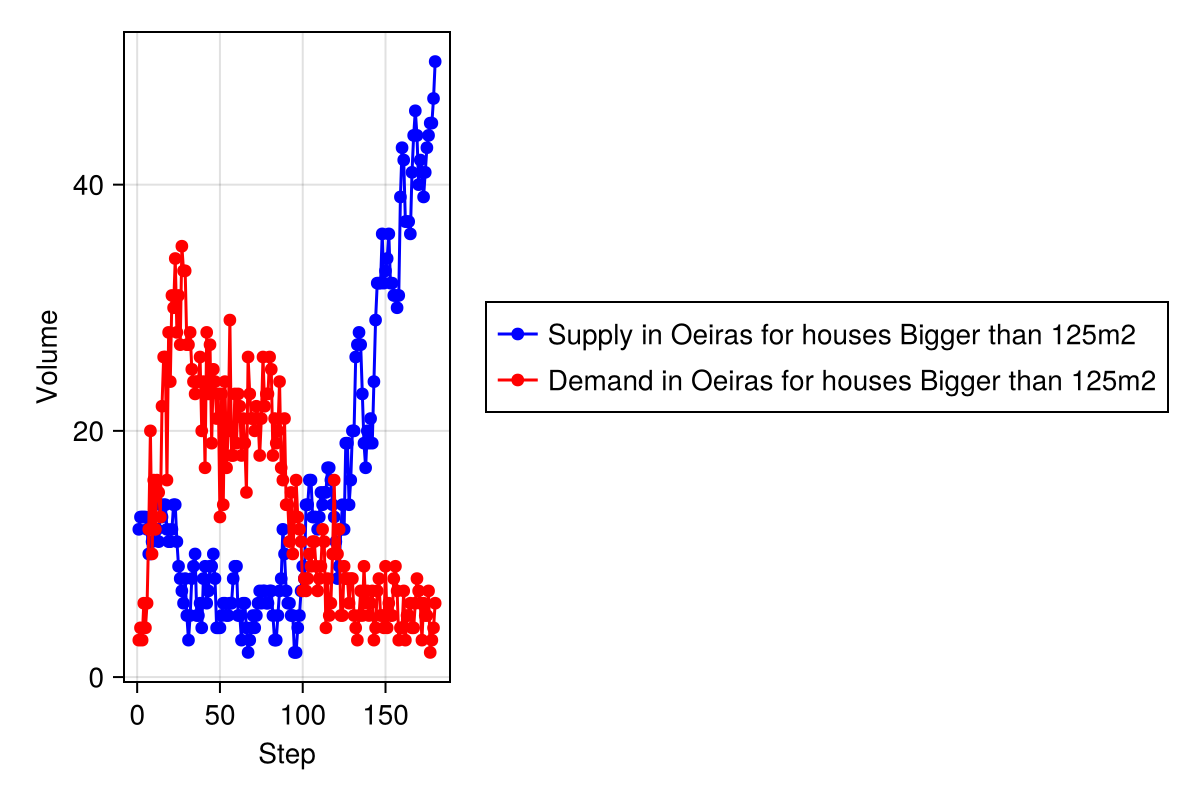 Volume
40
20
0
0 50 100 150
Step
Supply in Oeiras for houses Bigger than 125m2
Demand in Oeiras for houses Bigger than 125m2